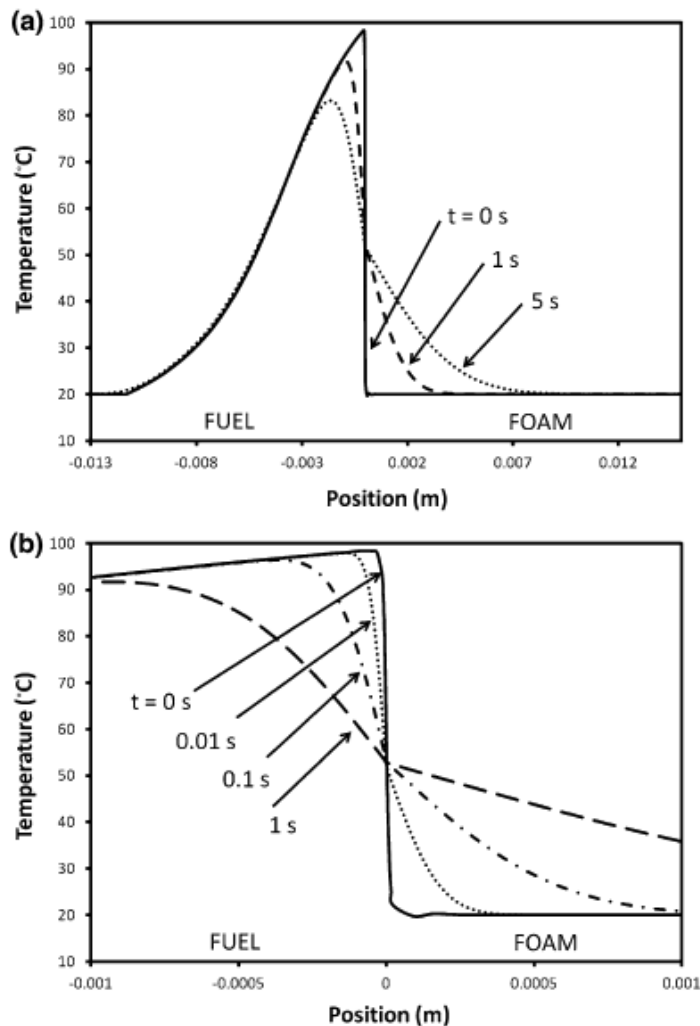 (a)
100
90
80
70
60
50
40
30
20
10
Temperature (°C)
t = 0 s
1 s
5 s
FUEL
FOAM
-0.013
-0.008
-0.003
0.002
0.007
0.012
Position (m)
(b)
100
90
80
70
60
50
40
30
20
10
Temperature (°C)
t = 0 s
0.01 s
0.1 s
1 s
FUEL
FOAM
-0.001
-0.0005
0
0.0005
0.001
Position (m)